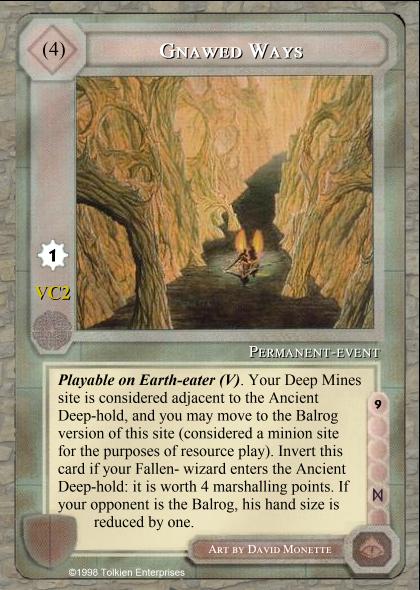 (4)
GNAWED WAYS
1
VC2
PERMANENT-EVENT
Playable on Earth-eater (V). Your Deep Mines
site is considered adjacent to the Ancient
Deep-hold, and you may move to the Balrog
version of this site (considered a minion site
for the purposes of resource play). Invert this
card if your Fallen- wizard enters the Ancient
Deep-hold: it is worth 4 marshalling points. If
your opponent is the Balrog, his hand size is
reduced by one.
9
ᛞ
ART BY DAVID MONETTE
©1998 Tolkien Enterprises